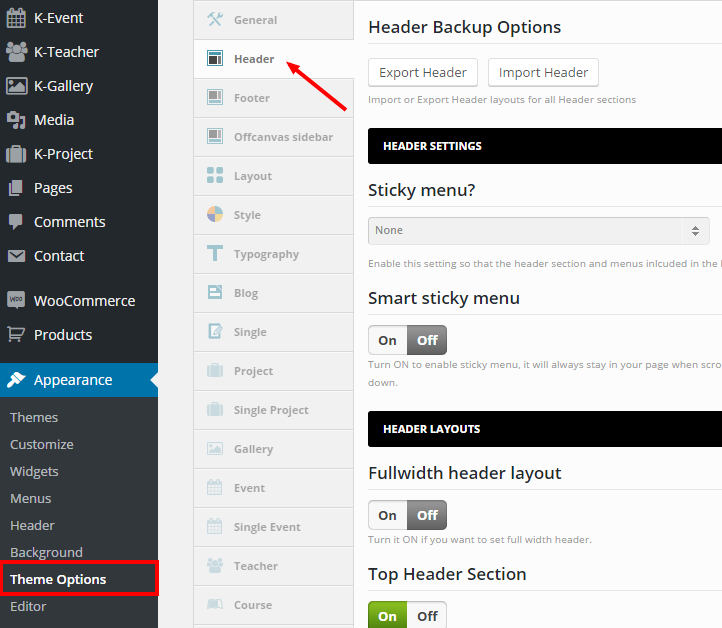 K-Event
K-Teacher
K-Gallery
Media
K-Project
Pages
Comments
Contact
WOO
WooCommerce
Products
Appearance
Themes
Customize
Widgets
Menus
Header
Background
Theme Options
Editor
General
Header
Footer
Offcanvas sidebar
Layout
Style
Typography
Blog
Single
Project
Single Project
Gallery
Event
Single Event
Teacher
Course
Header Backup Options
Export Header Import Header
Import or Export Header layouts for all Header sections
HEADER SETTINGS
Sticky menu?
None
Enable this setting so that the header section and menus inlcuded in the
Smart sticky menu
On Off
Turn ON to enable sticky menu, it will always stay in your page when scro
down.
HEADER LAYOUTS
Fullwidth header layout
On Off
Turn it ON if you want to set full width header.
Top Header Section
On Off